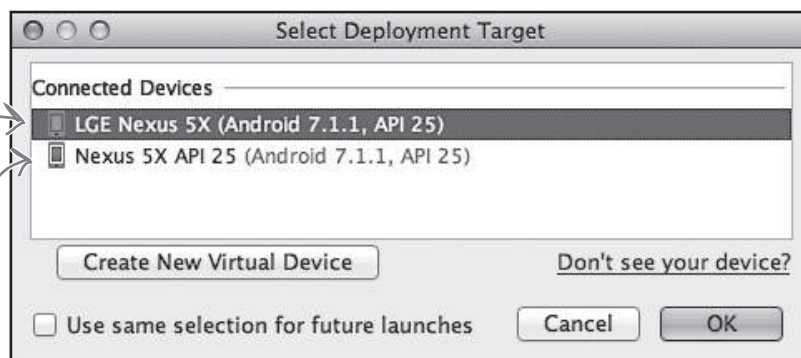 Select Deployment Target
Connected Devices
LGE Nexus 5X (Android 7.1.1, API 25)
Nexus 5X API 25 (Android 7.1.1, API 25)
Create New Virtual Device
Don't see your device?
Use same selection for future launches
Cancel
OK